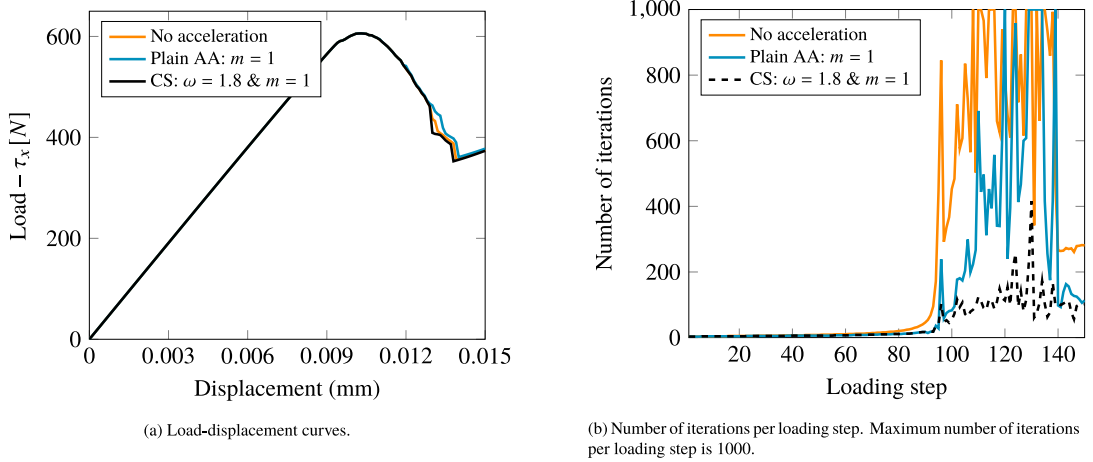 No acceleration
Plain AA: m = 1
CS: ω = 1.8 & m = 1
600
400
200
0
Load − τx [N]
0
0.003
0.006
0.009
0.012
0.015
Displacement (mm)
(a) Load-displacement curves.
No acceleration
Plain AA: m = 1
CS: ω = 1.8 & m = 1
1,000
800
600
400
200
0
Number of iterations
20
40
60
80
100
120
140
Loading step
(b) Number of iterations per loading step. Maximum number of iterations
per loading step is 1000.